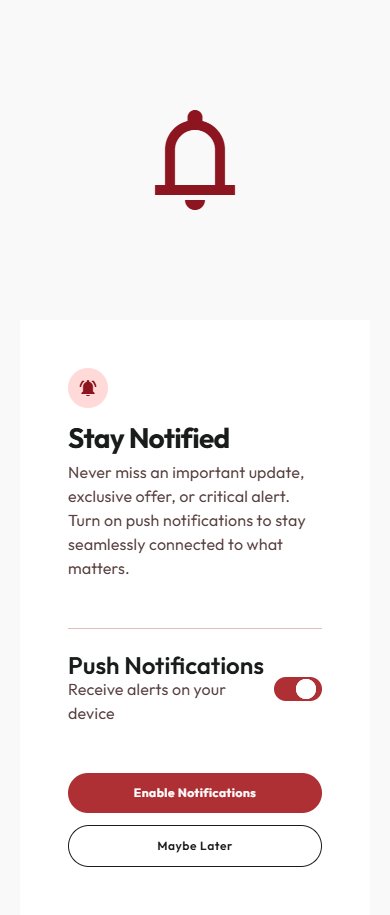 Stay Notified
Never miss an important update,
exclusive offer, or critical alert.
Turn on push notifications to stay
seamlessly connected to what
matters.
Push Notifications
Receive alerts on your
device
Enable Notifications
Maybe Later